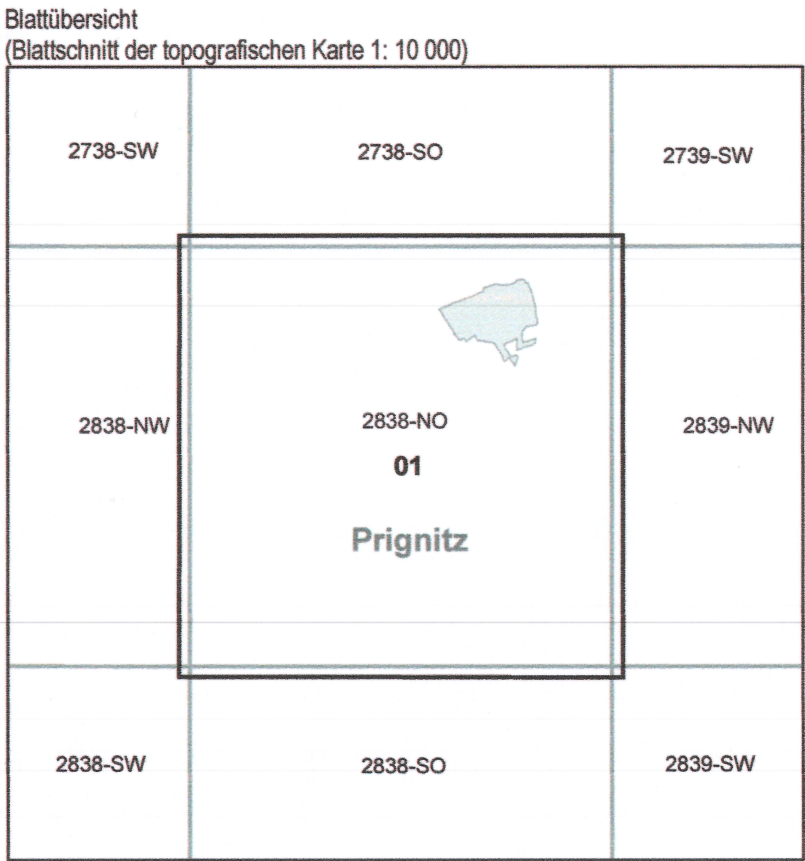 Blattübersicht
(Blattschnitt der topografischen Karte 1: 10 000)
2738-SW 2738-SO 2739-SW
2838-NW 2838-NO 2839-NW
01
Prignitz
2838-SW 2838-SO 2839-SW